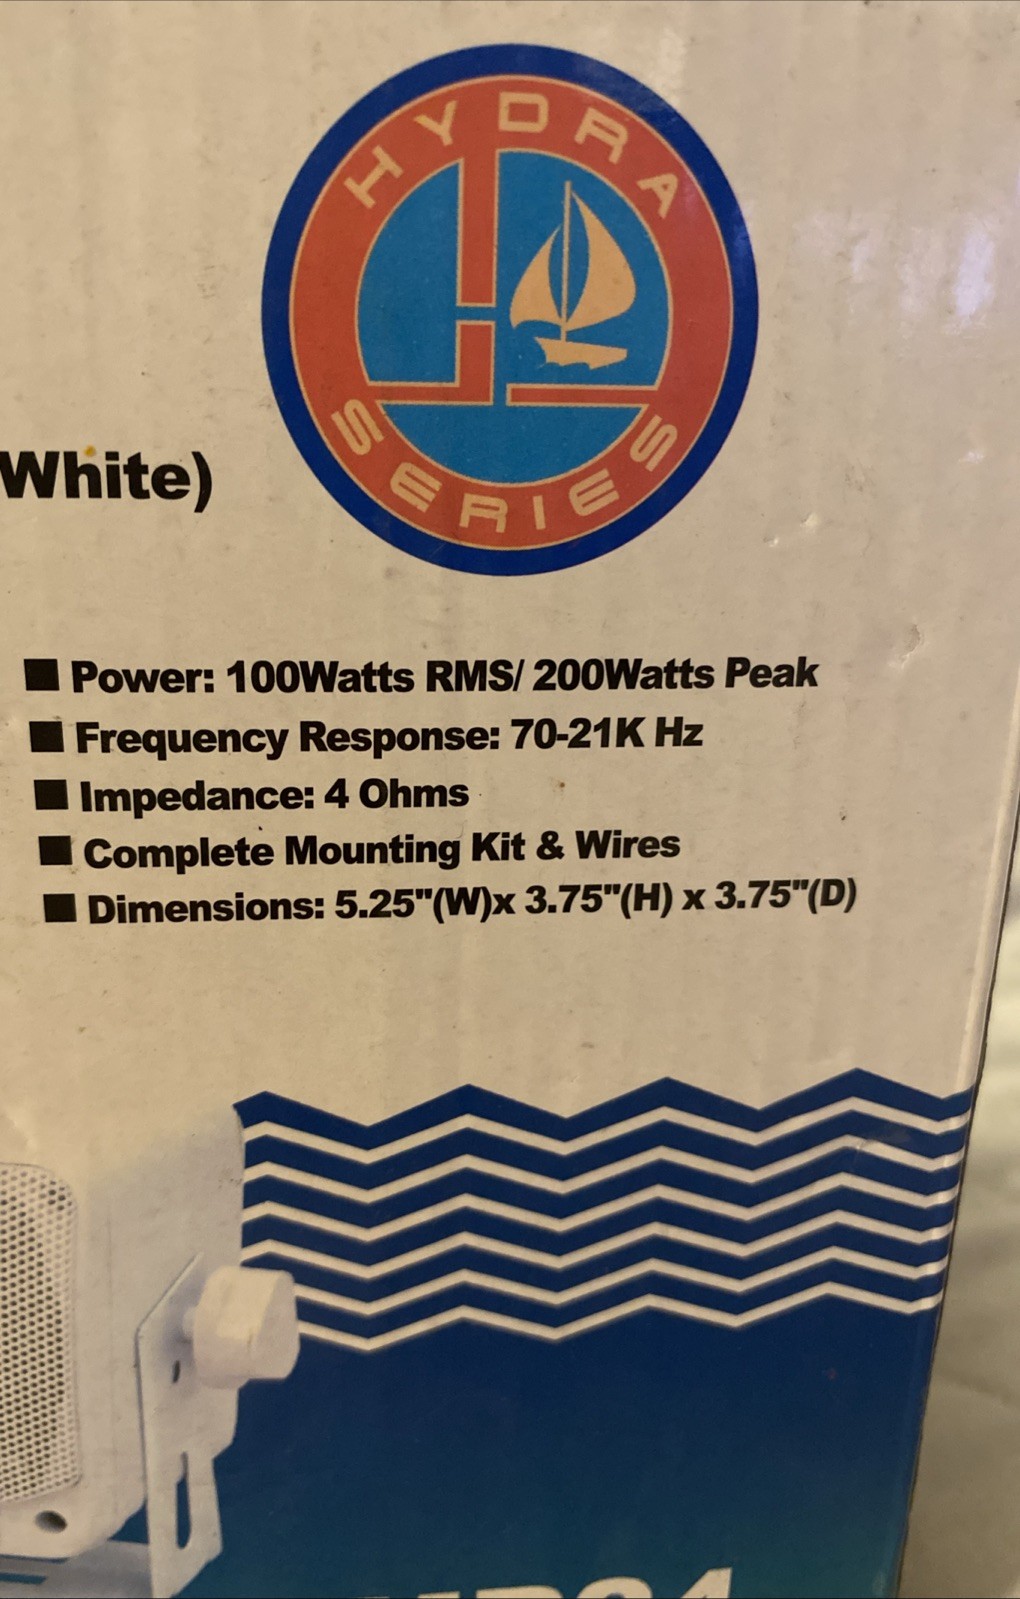 HYDRA
SERIES
White)
■ Power: 100Watts RMS/ 200Watts Peak
■ Frequency Response: 70-21K Hz
■ Impedance: 4 Ohms
■ Complete Mounting Kit & Wires
■ Dimensions: 5.25"(W)x 3.75"(H) x 3.75"(D)